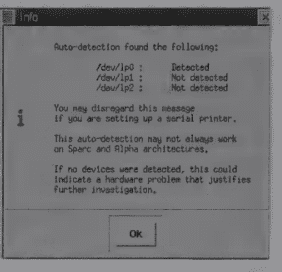 Info
Auto-detection found the following:
/dev/lp0 : Detected
/dev/lp1 : Not detected
/dev/lp2 : Not detected
You may disregard this message
if you are setting up a serial printer.
This auto-detection may not always work
on Sparc and Alpha architectures.
If no devices were detected, this could
indicate a hardware problem that justifies
further investigation.
Ok